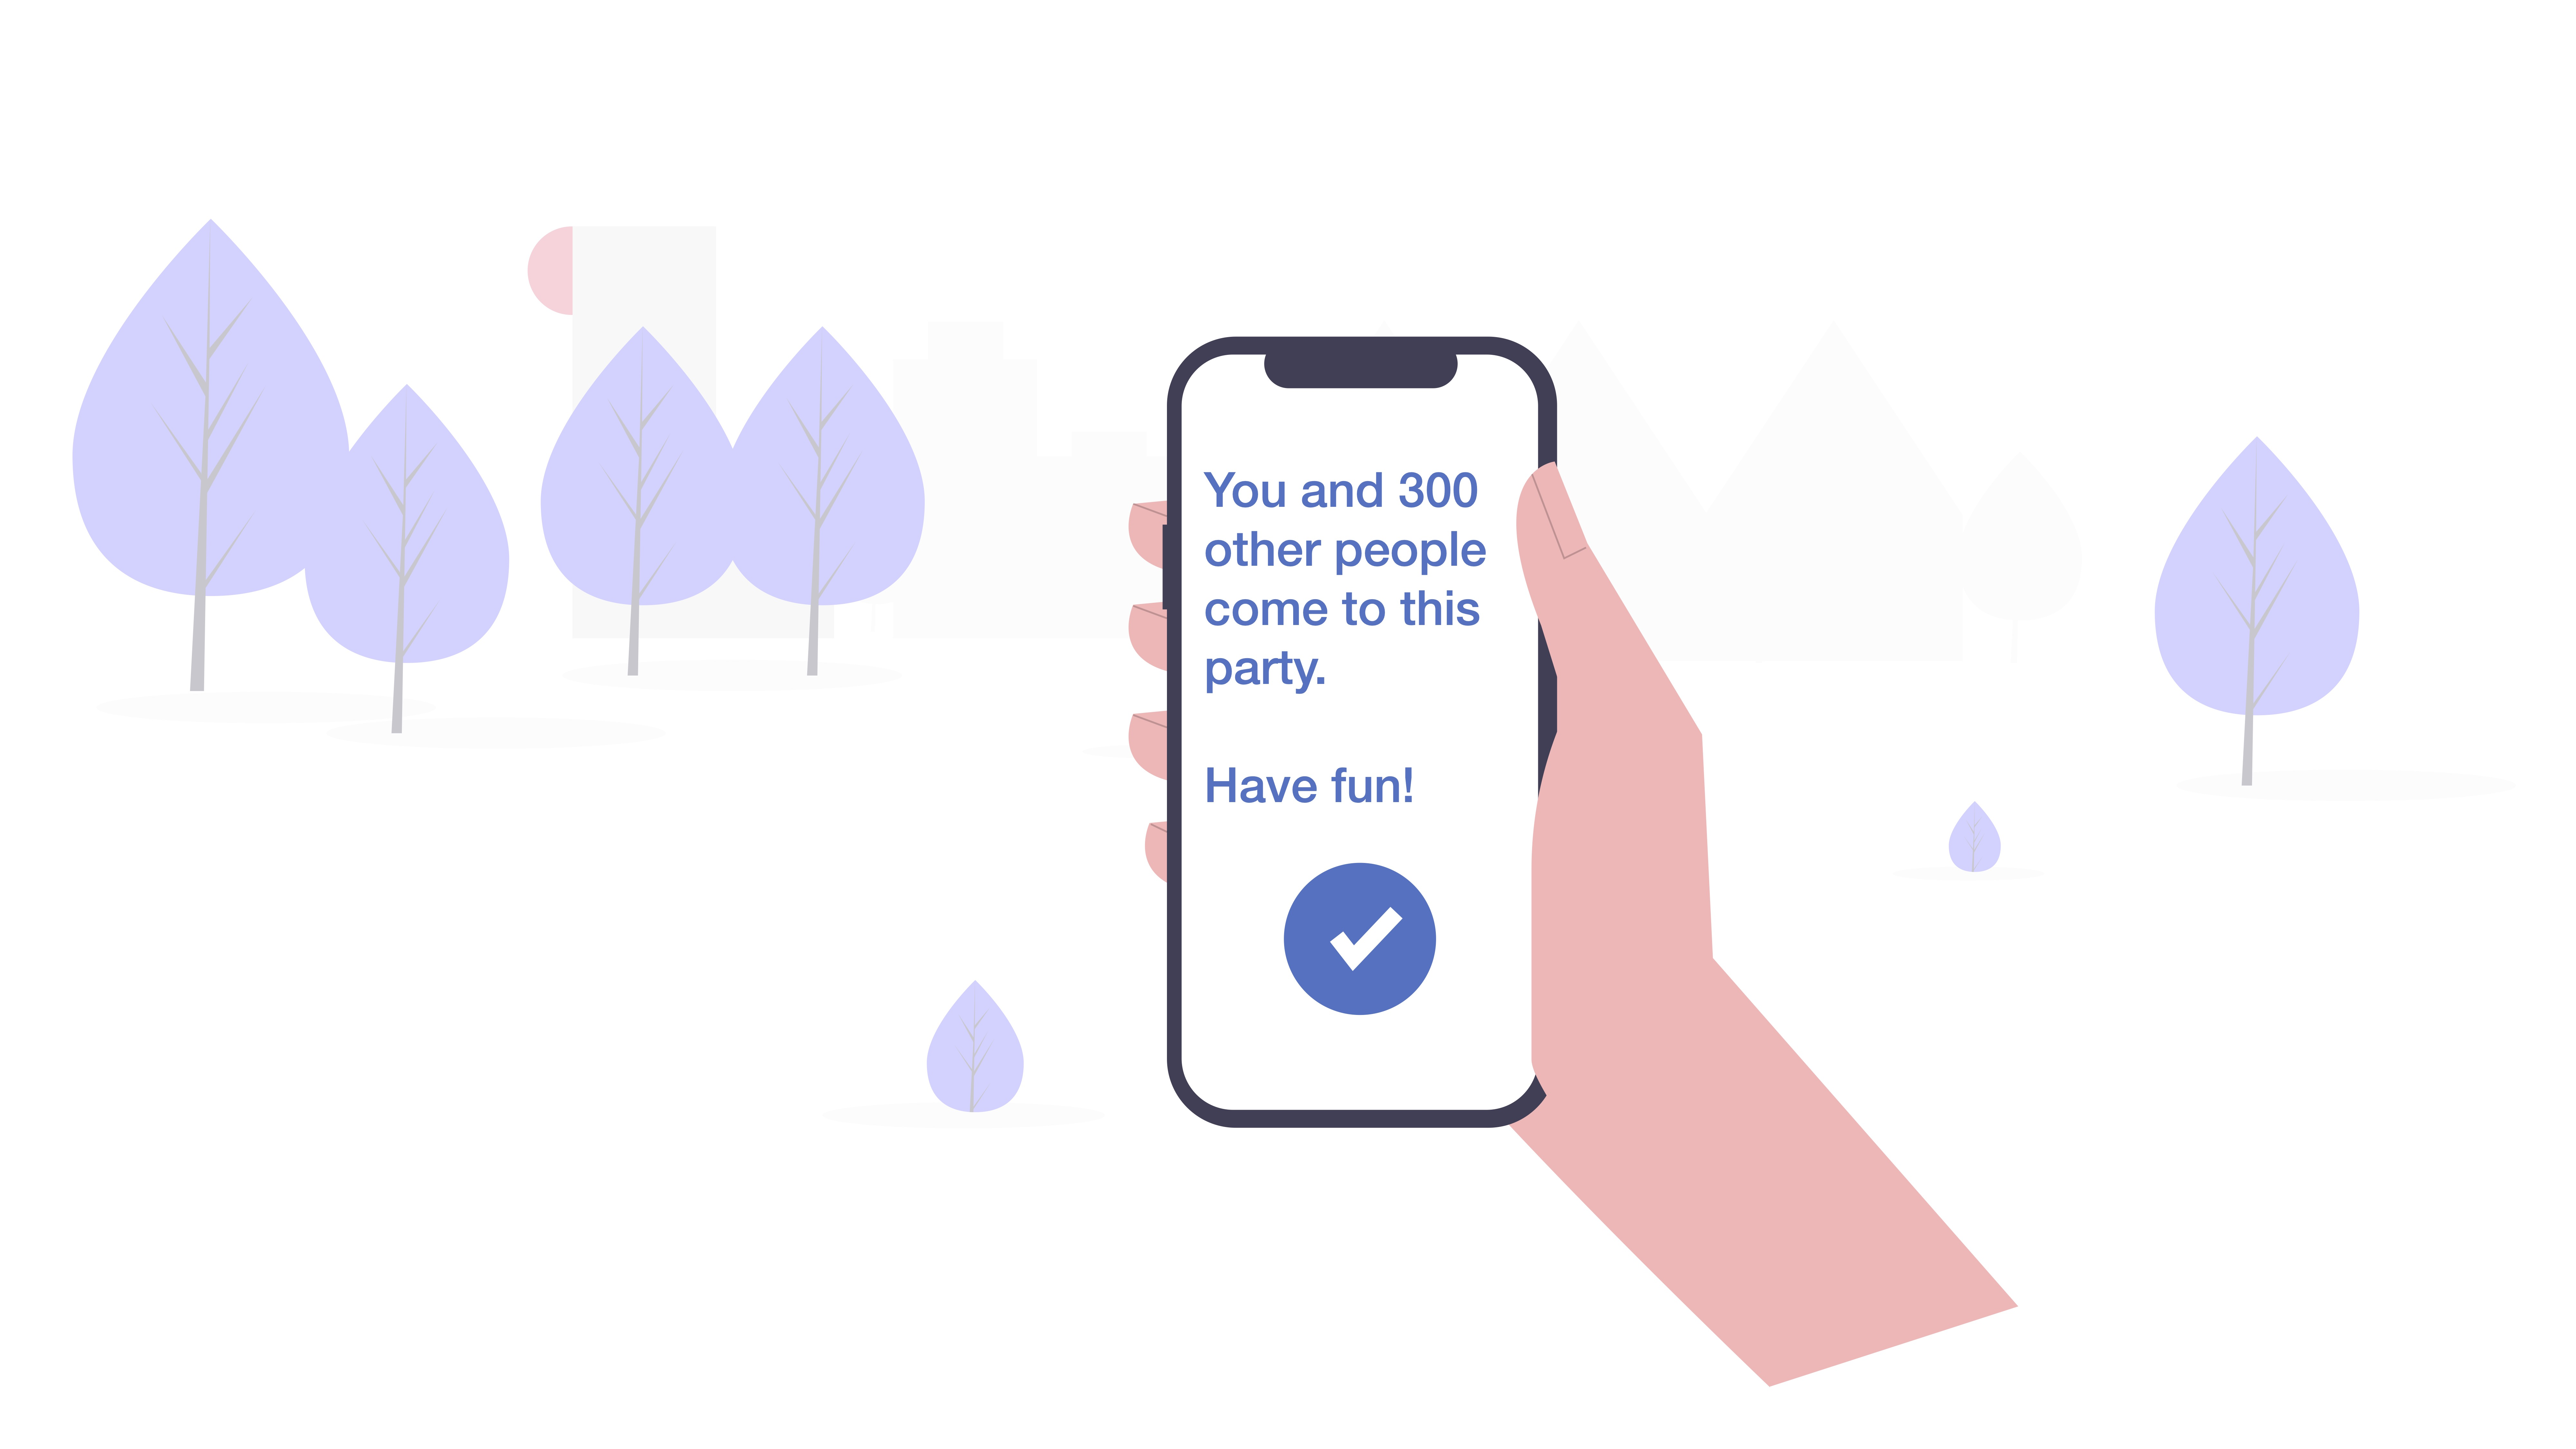 You and 300
other people
come to this
party.
Have fun!